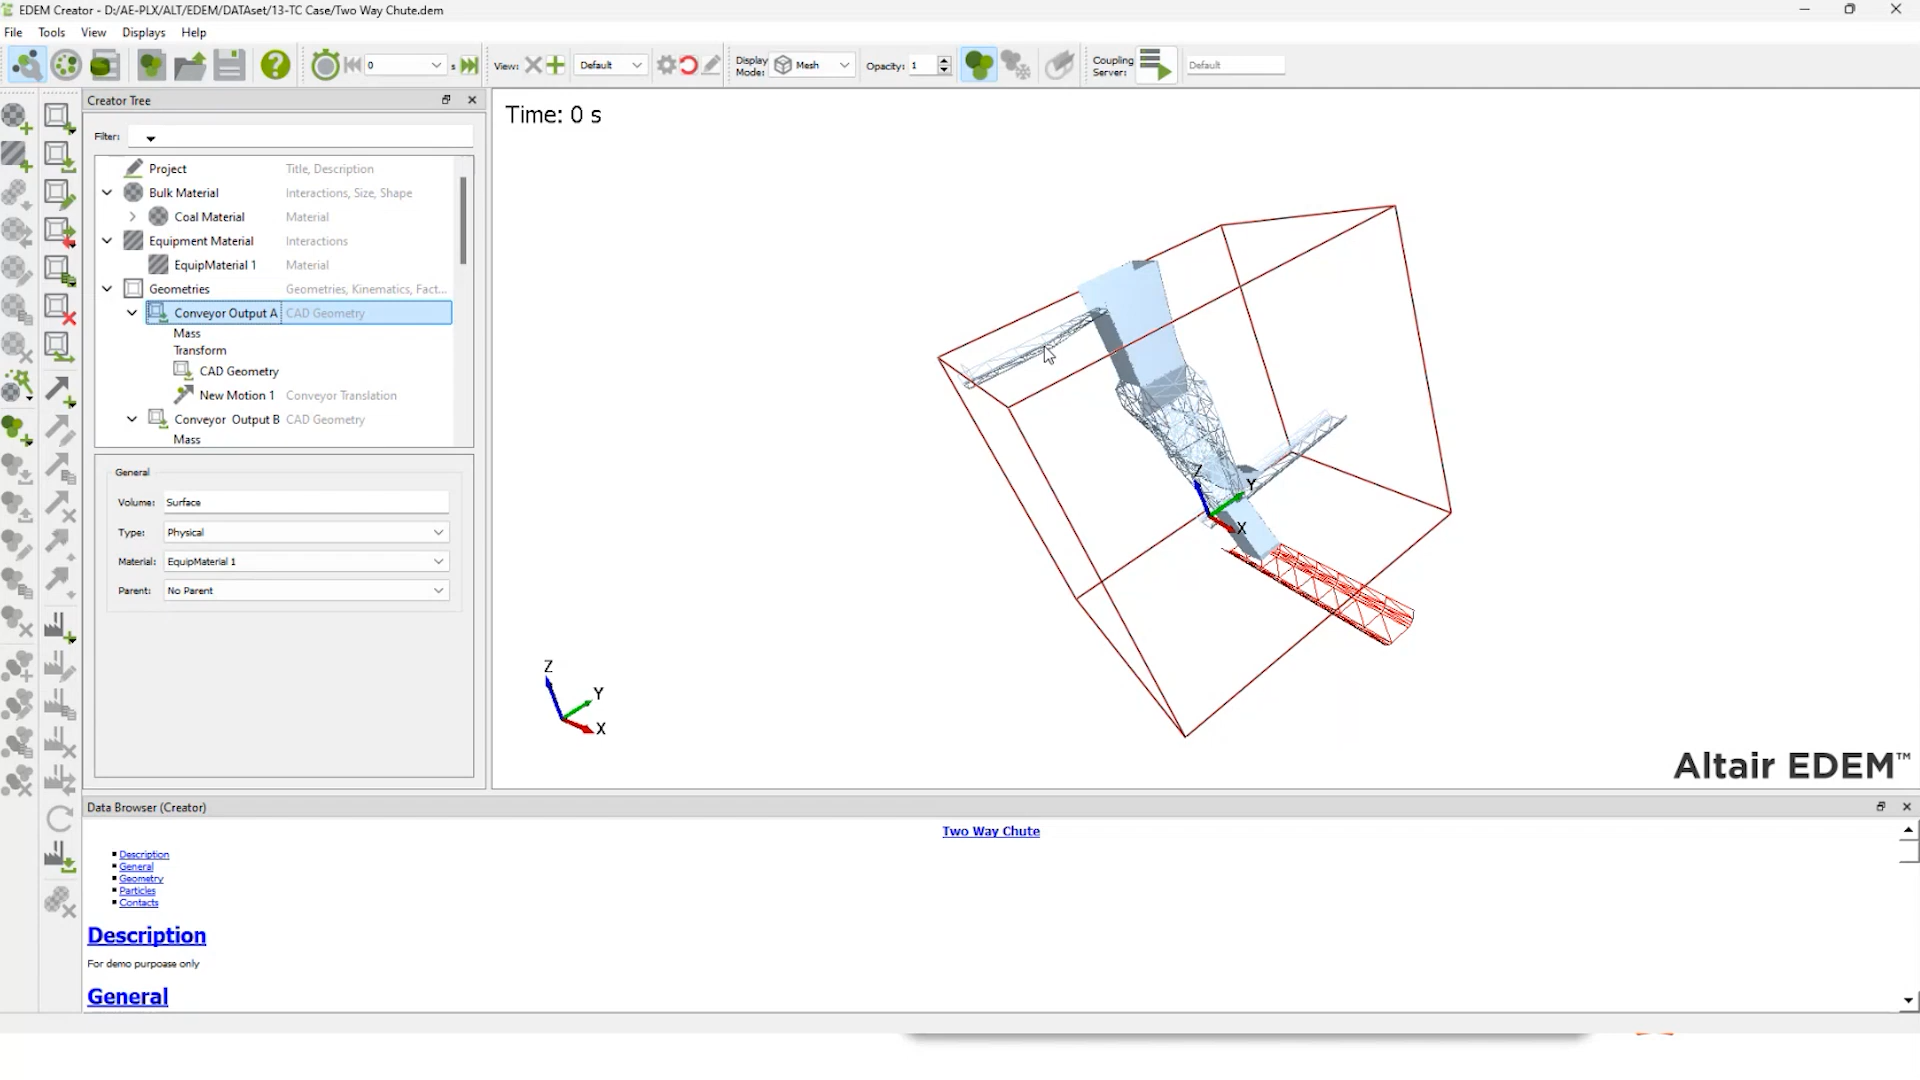 EDEM Creator - D:/AE-PLX/ALT/EDEM/DATAset/13-TC Case/Two Way Chute.dem
File Tools View Displays Help
0 s View: Default Display Mode: Mesh Opacity: 1 Coupling Server: Default
Creator Tree
Filter:
Project Title, Description
Bulk Material Interactions, Size, Shape
Coal Material Material
Equipment Material Interactions
EquipMaterial 1 Material
Geometries Geometries, Kinematics, Fact...
Conveyor Output A CAD Geometry
Mass
Transform
CAD Geometry
New Motion 1 Conveyor Translation
Conveyor Output B CAD Geometry
Mass
General
Volume: Surface
Type: Physical
Material: EquipMaterial 1
Parent: No Parent
Time: 0 s
Z
Y
X
Z
Y
X
Altair EDEM™
Data Browser (Creator)
Two Way Chute
Description
General
Geometry
Particles
Contacts
Description
For demo purpoase only
General